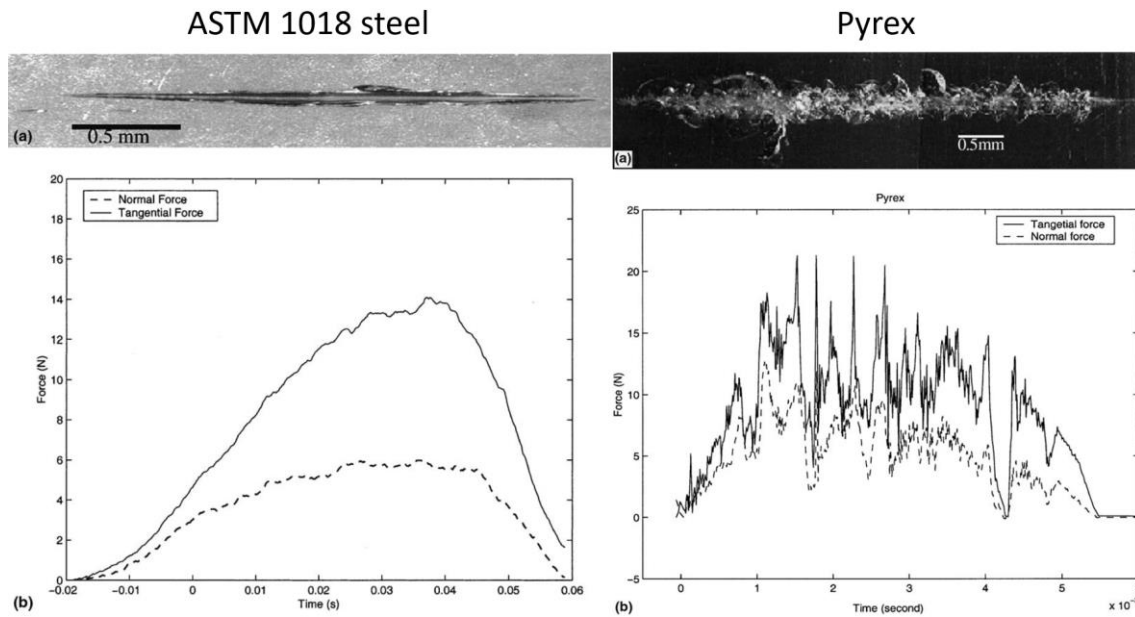 ASTM 1018 steel
Pyrex
(a)
0.5 mm
(a)
0.5mm
20
18
16
14
12
10
8
6
4
2
0
Force (N)
Normal Force
Tangential Force
-0.02
-0.01
0
0.01
0.02
0.03
0.04
0.05
0.06
Time (s)
(b)
Pyrex
25
20
15
10
5
0
-5
Force (N)
Tangetial force
Normal force
0
1
2
3
4
5
x 10
Time (second)
(b)